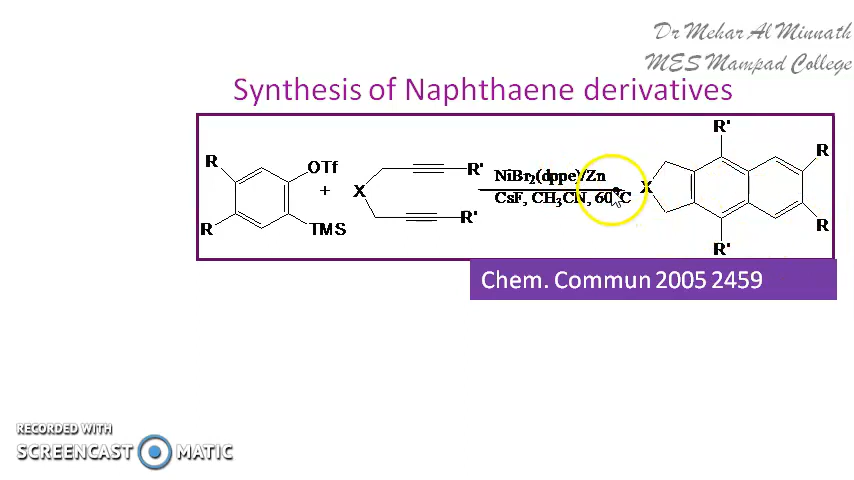 Dr Mehar Al Minnath
MES Mampad College
Synthesis of Naphthaene derivatives
R OTf
R TMS
+
X R'
R'
NiBr2(dppe)/Zn
CsF, CH3CN, 60 °C
R'
R
X
R
R'
Chem. Commun 2005 2459
RECORDED WITH
SCREENCAST MATIC